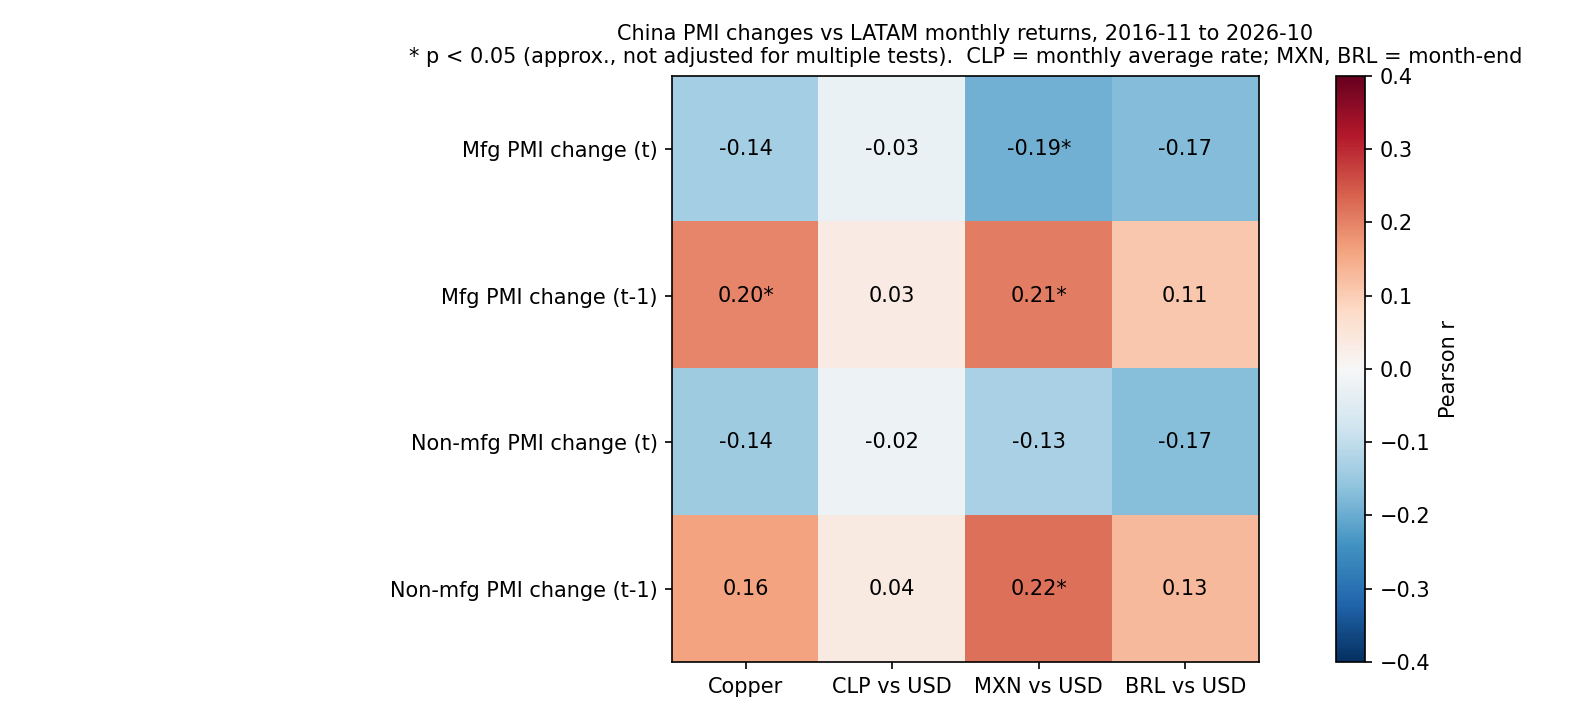 China PMI changes vs LATAM monthly returns, 2016-11 to 2026-10
* p < 0.05 (approx., not adjusted for multiple tests).  CLP = monthly average rate; MXN, BRL = month-end
Mfg PMI change (t)
-0.14
-0.03
-0.19*
-0.17
Mfg PMI change (t-1)
0.20*
0.03
0.21*
0.11
Non-mfg PMI change (t)
-0.14
-0.02
-0.13
-0.17
Non-mfg PMI change (t-1)
0.16
0.04
0.22*
0.13
Copper
CLP vs USD
MXN vs USD
BRL vs USD
0.4
0.3
0.2
0.1
0.0
−0.1
−0.2
−0.3
−0.4
Pearson r